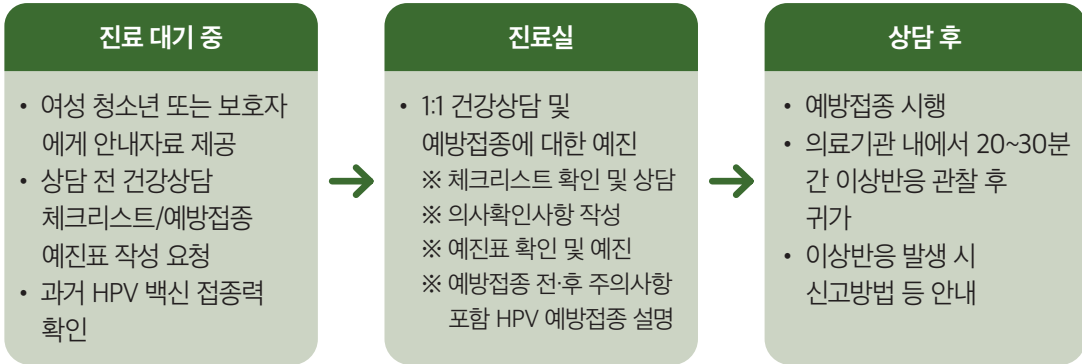 진료 대기 중
• 여성 청소년 또는 보호자
에게 안내자료 제공
• 상담 전 건강상담
체크리스트/예방접종
예진표 작성 요청
• 과거 HPV 백신 접종력
확인
진료실
• 1:1 건강상담 및
예방접종에 대한 예진
※ 체크리스트 확인 및 상담
※ 의사확인사항 작성
※ 예진표 확인 및 예진
※ 예방접종 전·후 주의사항
포함 HPV 예방접종 설명
상담 후
• 예방접종 시행
• 의료기관 내에서 20~30분
간 이상반응 관찰 후
귀가
• 이상반응 발생 시
신고방법 등 안내